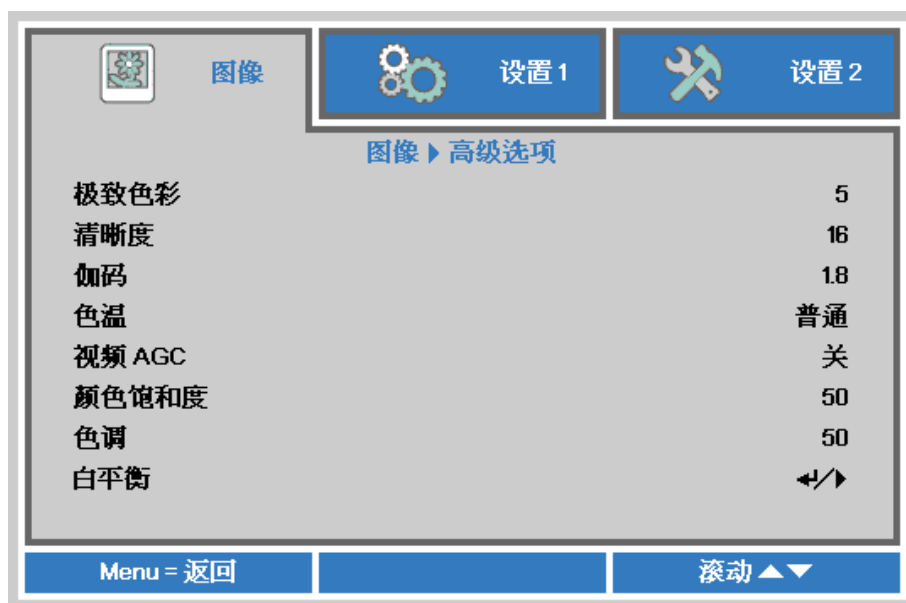 图像 设置 1 设置 2
图像 ▶ 高级选项
极致色彩 5
清晰度 16
伽码 1.8
色温 普通
视频 AGC 关
颜色饱和度 50
色调 50
白平衡 ↵/▶
Menu = 返回 滚动 ▲▼